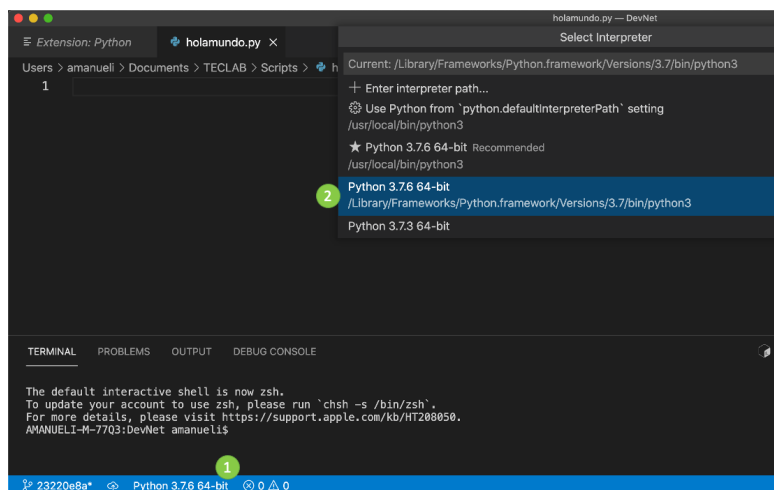 holamundo.py — DevNet
Extension: Python
holamundo.py
Select Interpreter
Users > amanueli > Documents > TECLAB > Scripts > h
Current: /Library/Frameworks/Python.framework/Versions/3.7/bin/python3
1
+ Enter interpreter path...
Use Python from `python.defaultInterpreterPath` setting
/usr/local/bin/python3
★ Python 3.7.6 64-bit Recommended
/usr/local/bin/python3
2
Python 3.7.6 64-bit
/Library/Frameworks/Python.framework/Versions/3.7/bin/python3
Python 3.7.3 64-bit
TERMINAL PROBLEMS OUTPUT DEBUG CONSOLE
The default interactive shell is now zsh.
To update your account to use zsh, please run `chsh -s /bin/zsh`.
For more details, please visit https://support.apple.com/kb/HT208050.
AMANUELI-M-77Q3:DevNet amanueli$
1
23220e8a* Python 3.7.6 64-bit 0 0